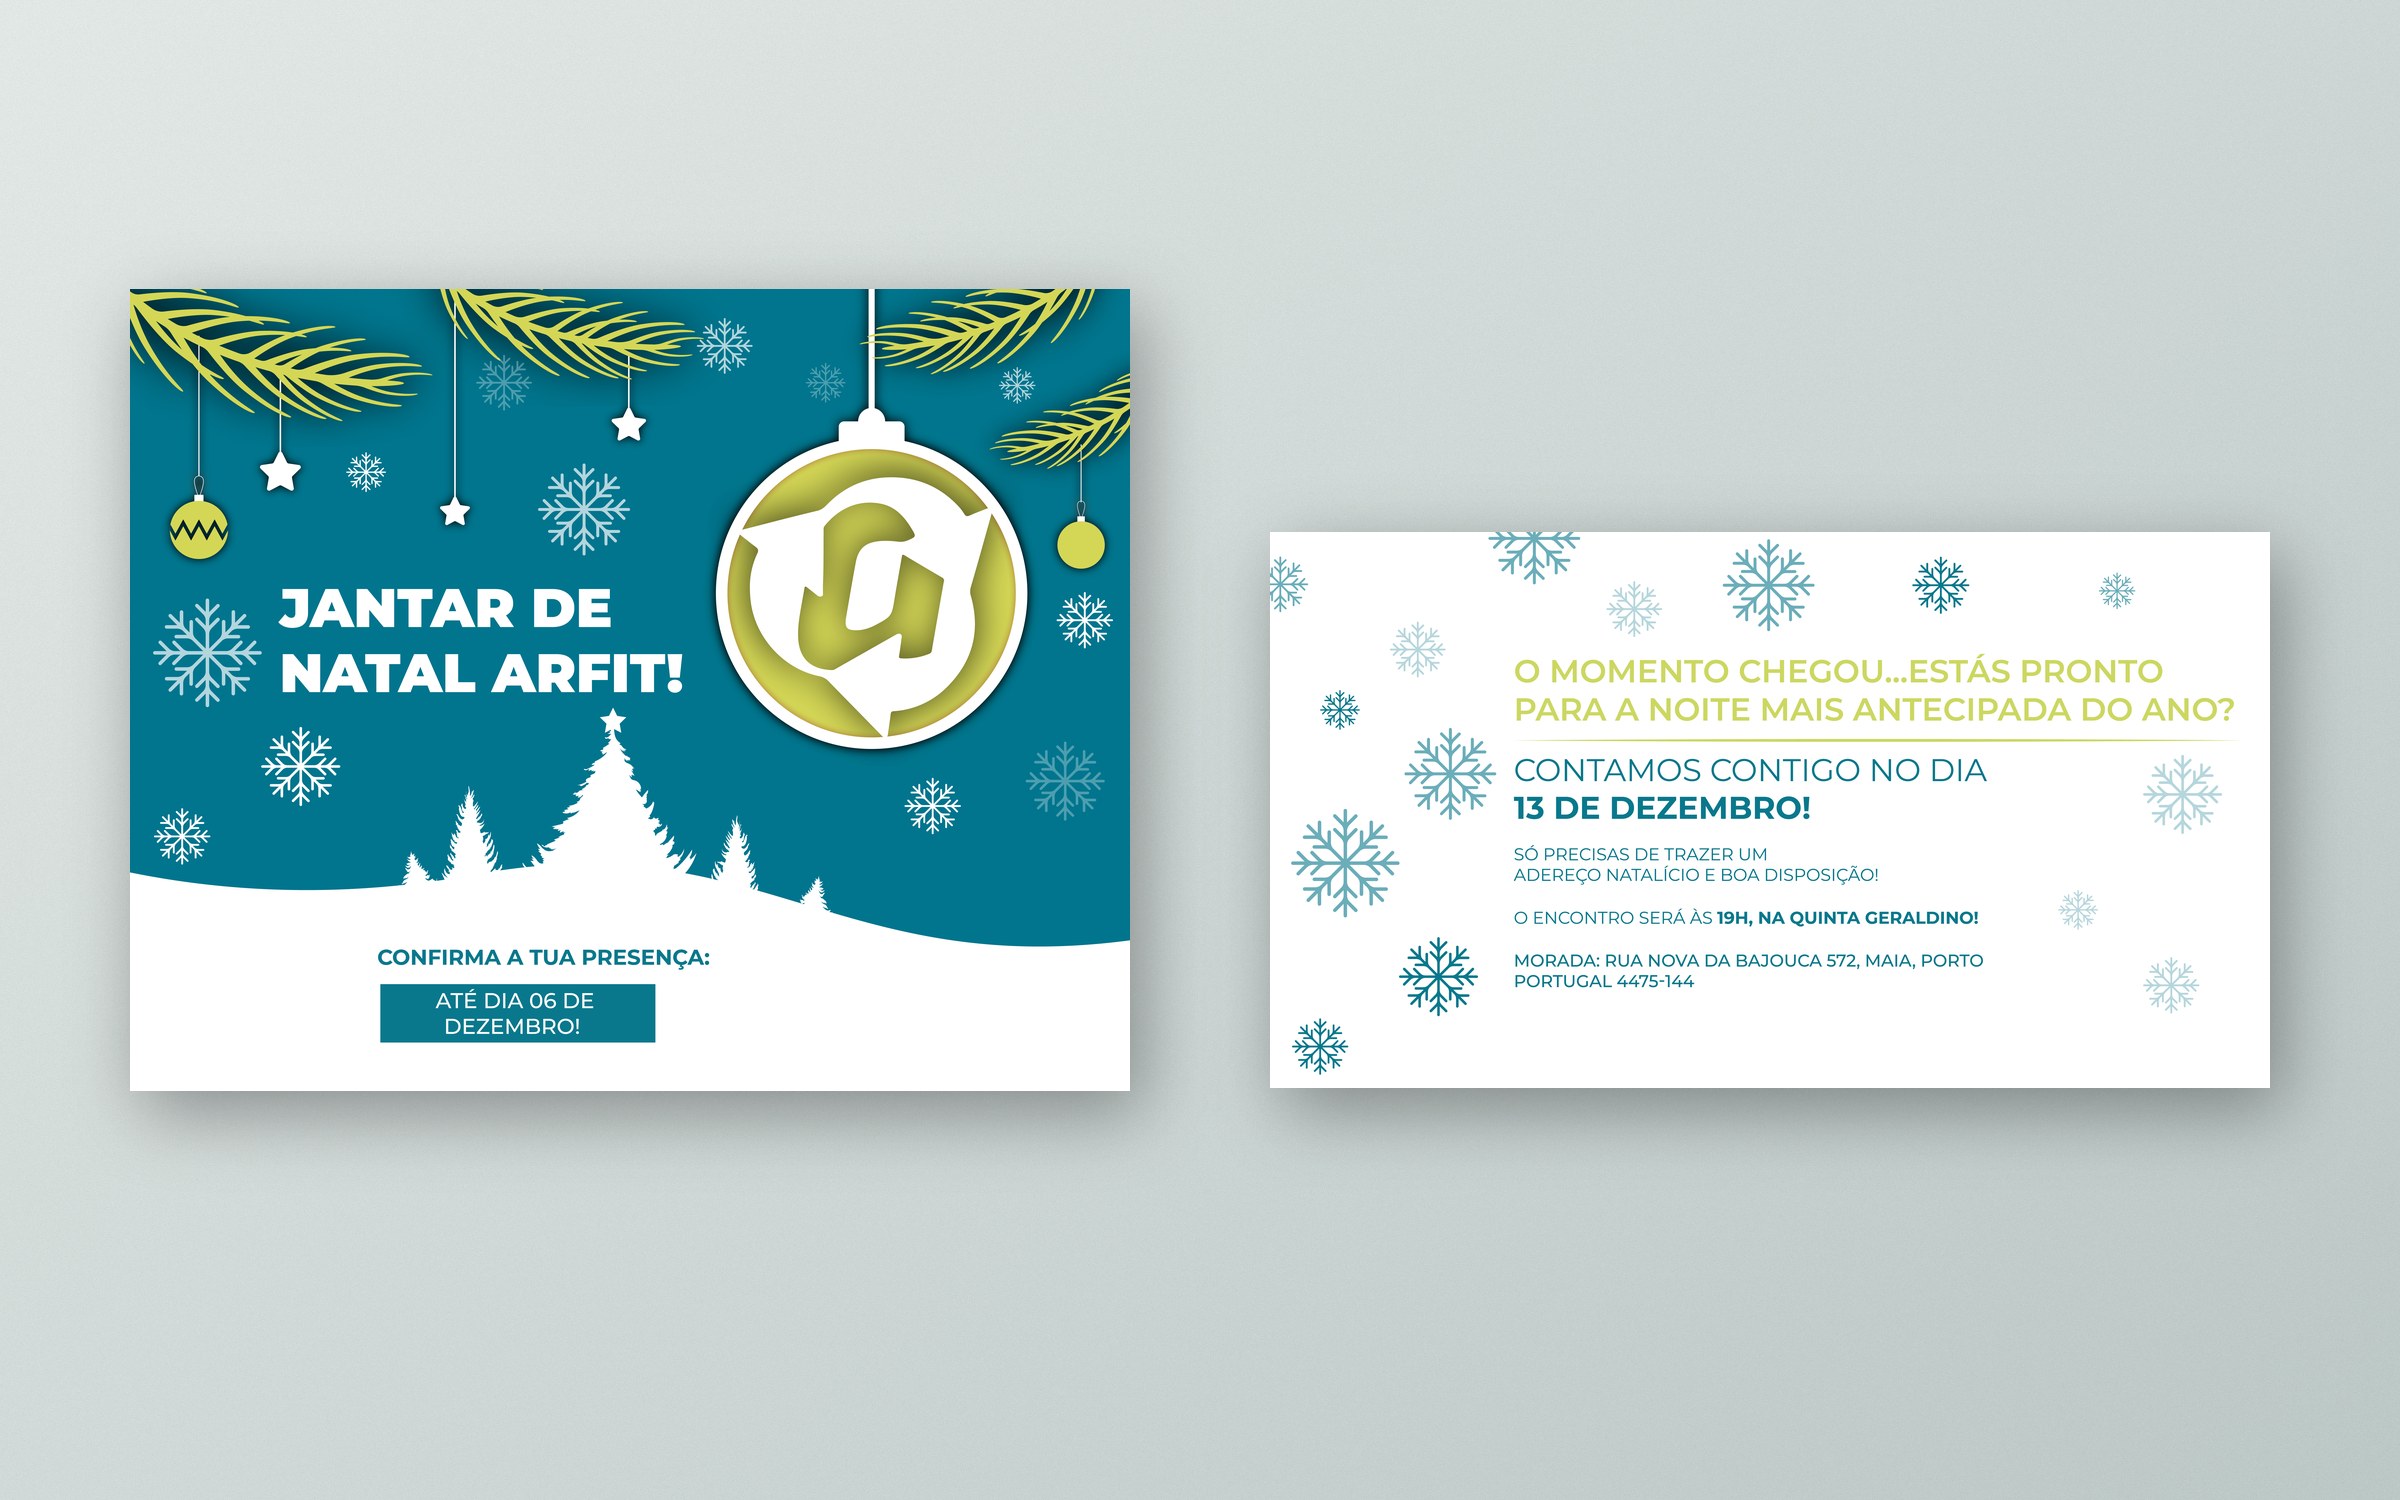 JANTAR DE
NATAL ARFIT!
CONFIRMA A TUA PRESENÇA:
ATÉ DIA 06 DE
DEZEMBRO!
O MOMENTO CHEGOU...ESTÁS PRONTO
PARA A NOITE MAIS ANTECIPADA DO ANO?
CONTAMOS CONTIGO NO DIA
13 DE DEZEMBRO!
SÓ PRECISAS DE TRAZER UM
ADEREÇO NATALÍCIO E BOA DISPOSIÇÃO!
O ENCONTRO SERÁ ÀS 19H, NA QUINTA GERALDINO!
MORADA: RUA NOVA DA BAJOUCA 572, MAIA, PORTO
PORTUGAL 4475-144